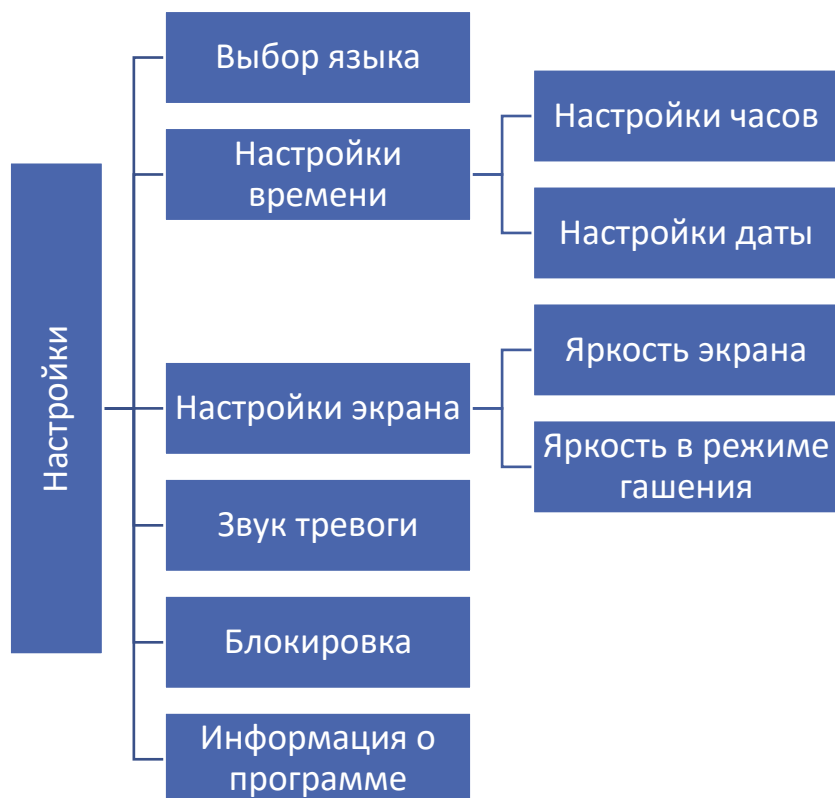 Настройки
Выбор языка
Настройки
времени
Настройки часов
Настройки даты
Настройки экрана
Яркость экрана
Яркость в режиме
гашения
Звук тревоги
Блокировка
Информация о
программе